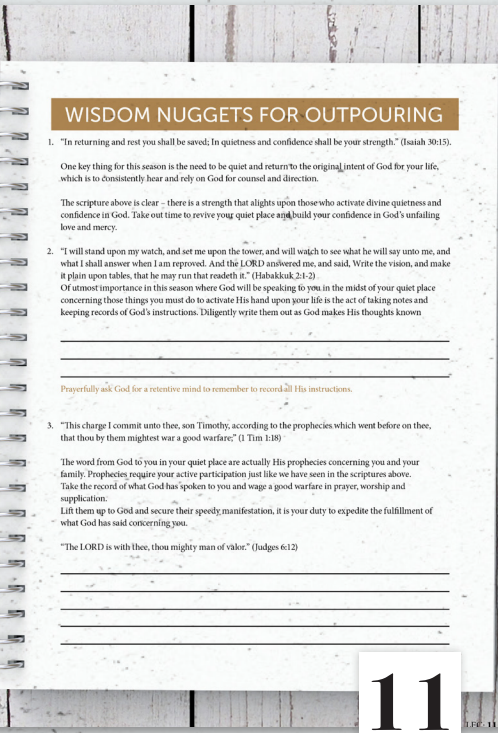 WISDOM NUGGETS FOR OUTPOURING
1. "In returning and rest you shall be saved; In quietness and confidence shall be your strength." (Isaiah 30:15).
One key thing for this season is the need to be quiet and return to the original intent of God for your life,
which is to consistently hear and rely on God for counsel and direction.
The scripture above is clear – there is a strength that alights upon those who activate divine quietness and
confidence in God. Take out time to revive your quiet place and build your confidence in God's unfailing
love and mercy.
2. "I will stand upon my watch, and set me upon the tower, and will watch to see what he will say unto me, and
what I shall answer when I am reproved. And the LORD answered me, and said, Write the vision, and make
it plain upon tables, that he may run that readeth it." (Habakkuk 2:1-2)
Of utmost importance in this season where God will be speaking to you in the midst of your quiet place
concerning those things you must do to activate His hand upon your life is the act of taking notes and
keeping records of God's instructions. Diligently write them out as God makes His thoughts known
Prayerfully ask God for a retentive mind to remember to record all His instructions.
3. "This charge I commit unto thee, son Timothy, according to the prophecies which went before on thee,
that thou by them mightest war a good warfare;" (1 Tim 1:18)
The word from God to you in your quiet place are actually His prophecies concerning you and your
family. Prophecies require your active participation just like we have seen in the scriptures above.
Take the record of what God has spoken to you and wage a good warfare in prayer, worship and
supplication.
Lift them up to God and secure their speedy manifestation, it is your duty to expedite the fulfillment of
what God has said concerning you.
"The LORD is with thee, thou mighty man of valor." (Judges 6:12)
11